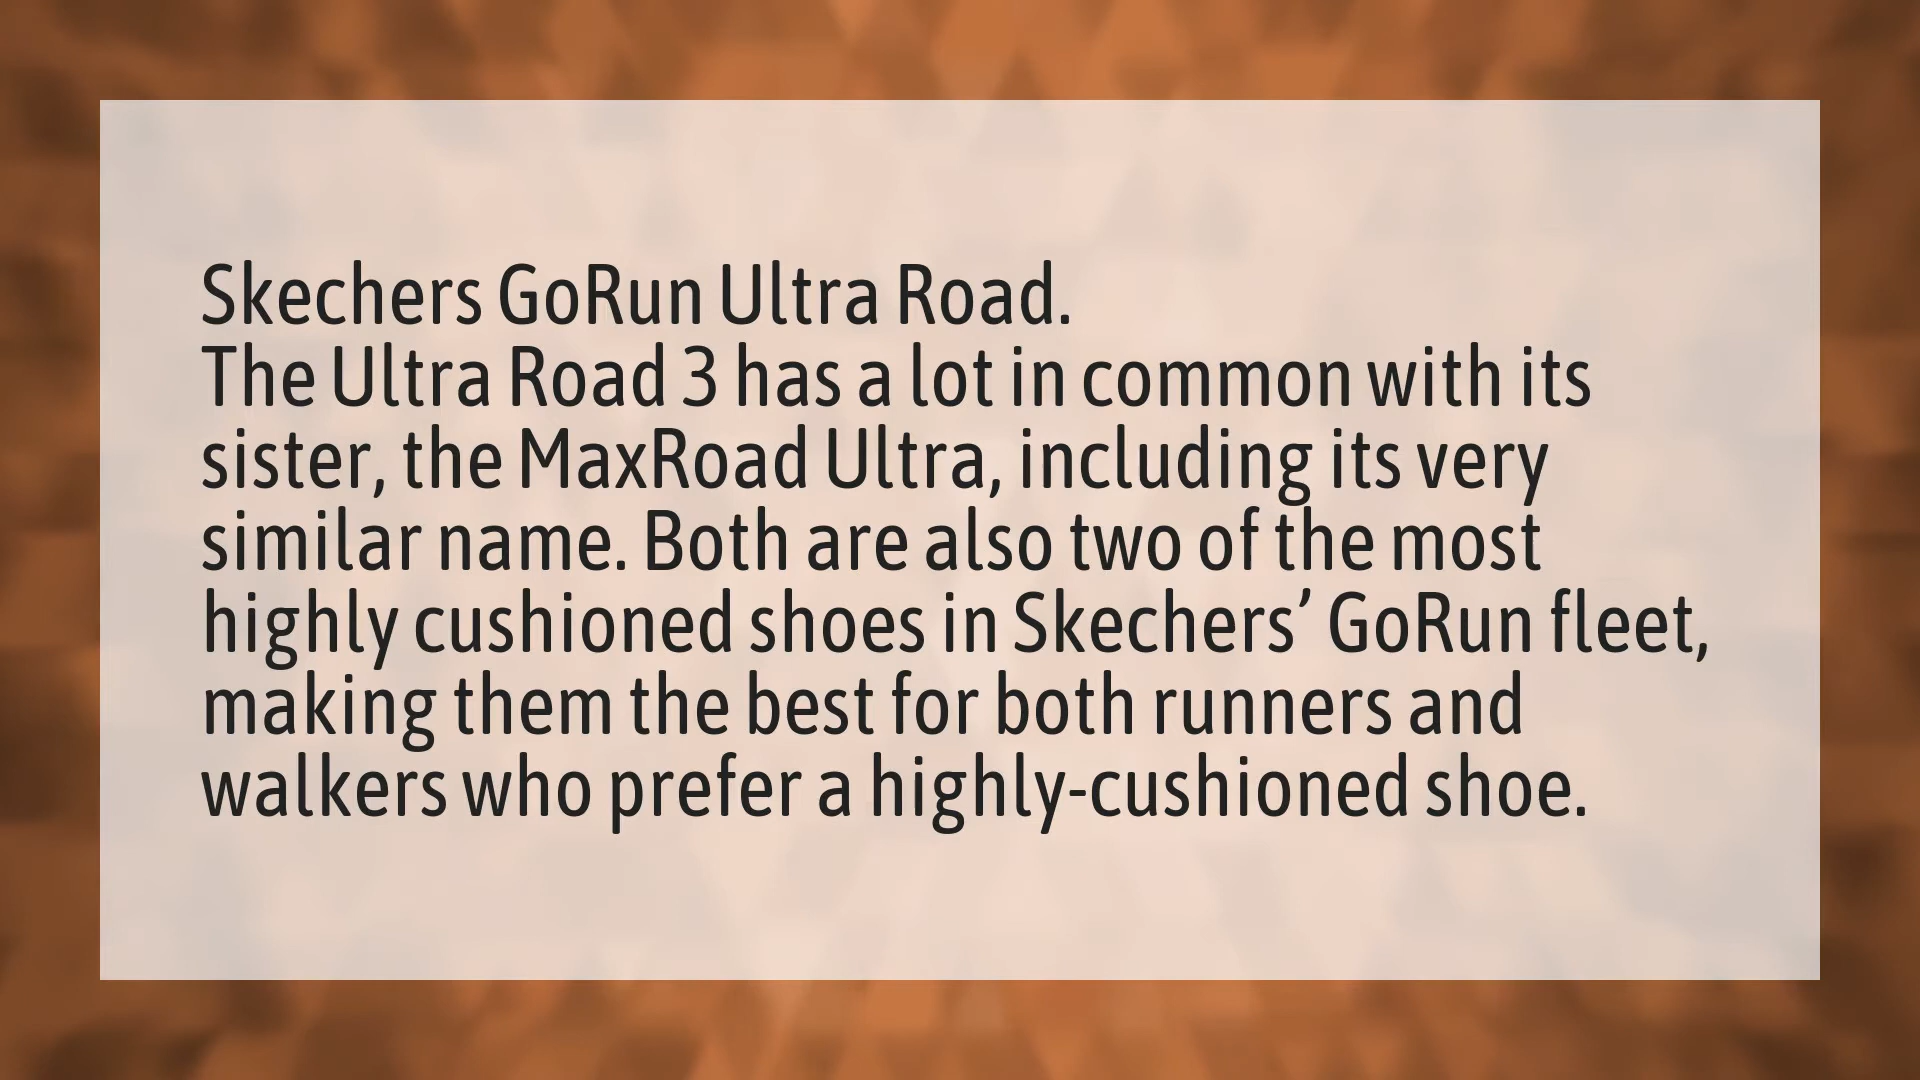 Skechers GoRun Ultra Road.
The Ultra Road 3 has a lot in common with its
sister, the MaxRoad Ultra, including its very
similar name. Both are also two of the most
highly cushioned shoes in Skechers’ GoRun fleet,
making them the best for both runners and
walkers who prefer a highly-cushioned shoe.